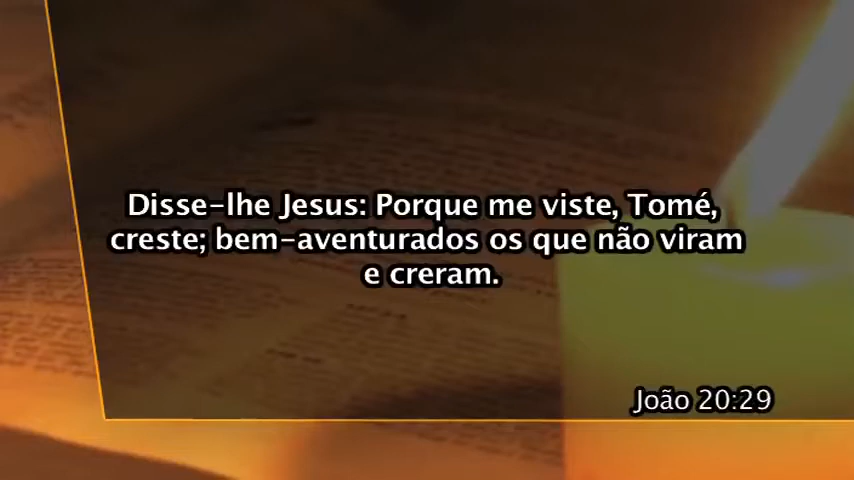 Disse-lhe Jesus: Porque me viste, Tomé,
creste; bem-aventurados os que não viram
e creram.
João 20:29